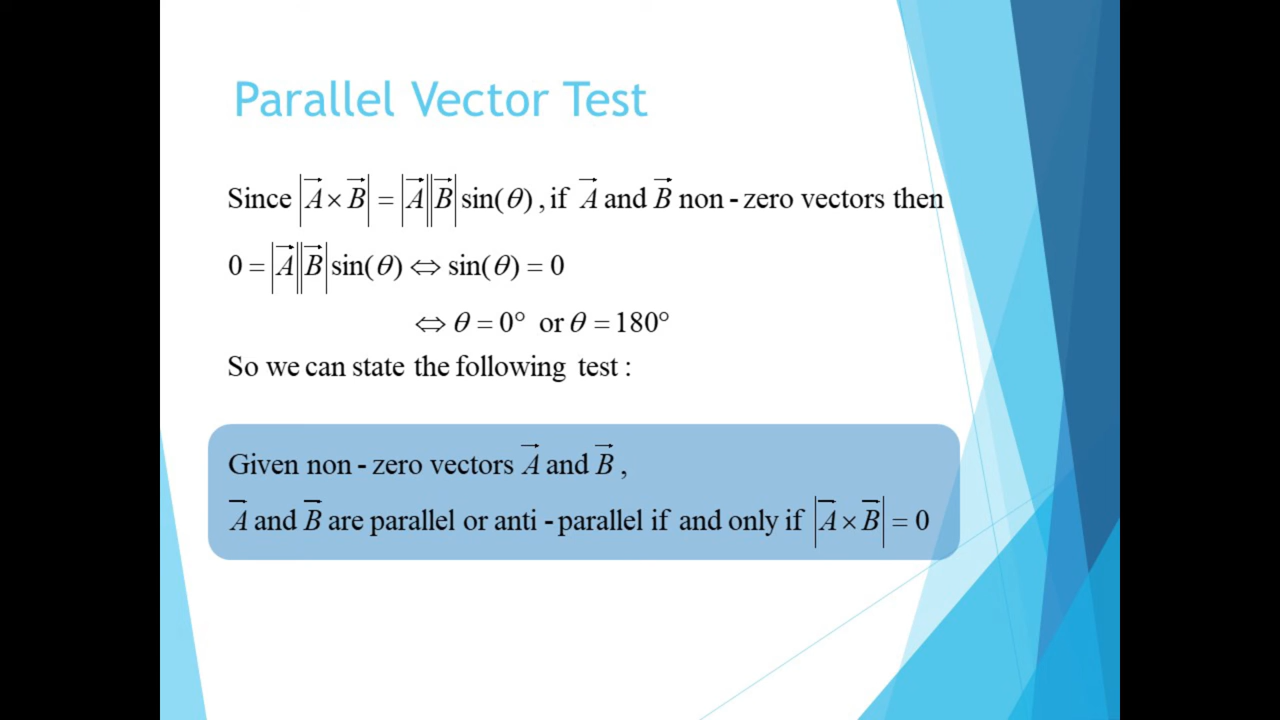 Parallel Vector Test
Since |A⃗ × B⃗| = |A⃗||B⃗| sin(θ), if A⃗ and B⃗ non-zero vectors then
0 = |A⃗||B⃗| sin(θ) ⇔ sin(θ) = 0
⇔ θ = 0° or θ = 180°
So we can state the following test :
Given non-zero vectors A⃗ and B⃗ ,
A⃗ and B⃗ are parallel or anti-parallel if and only if |A⃗ × B⃗| = 0